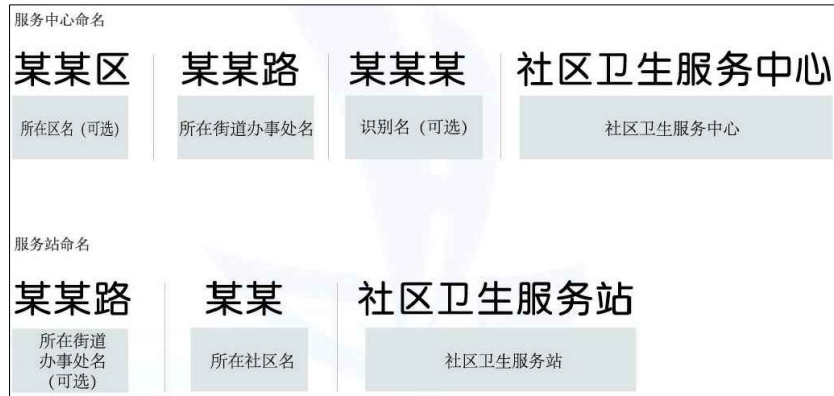 服务中心命名
某某区 某某路 某某某 社区卫生服务中心
所在区名（可选） 所在街道办事处名 识别名（可选） 社区卫生服务中心
服务站命名
某某路 某某 社区卫生服务站
所在街道
办事处名
（可选）
所在社区名 社区卫生服务站